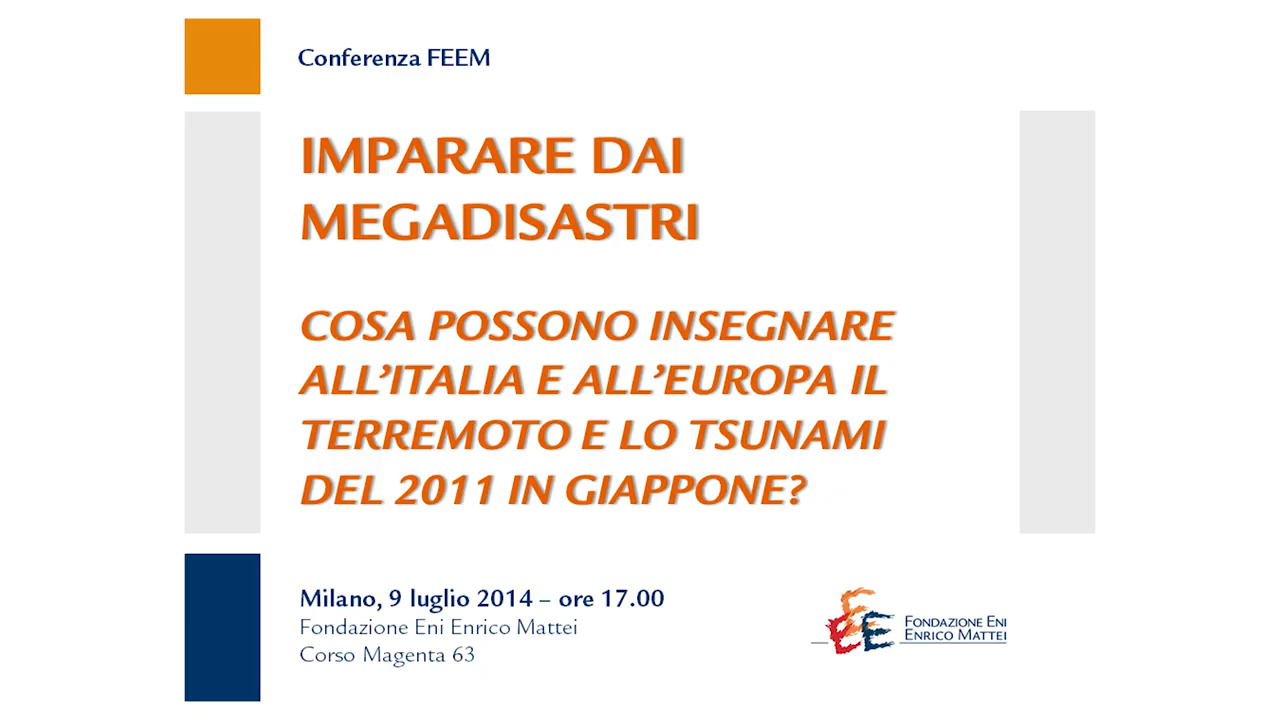 Conferenza FEEM
IMPARARE DAI
MEGADISASTRI
COSA POSSONO INSEGNARE
ALL’ITALIA E ALL’EUROPA IL
TERREMOTO E LO TSUNAMI
DEL 2011 IN GIAPPONE?
Milano, 9 luglio 2014 – ore 17.00
Fondazione Eni Enrico Mattei
Corso Magenta 63
FEEE
FONDAZIONE ENI
ENRICO MATTEI